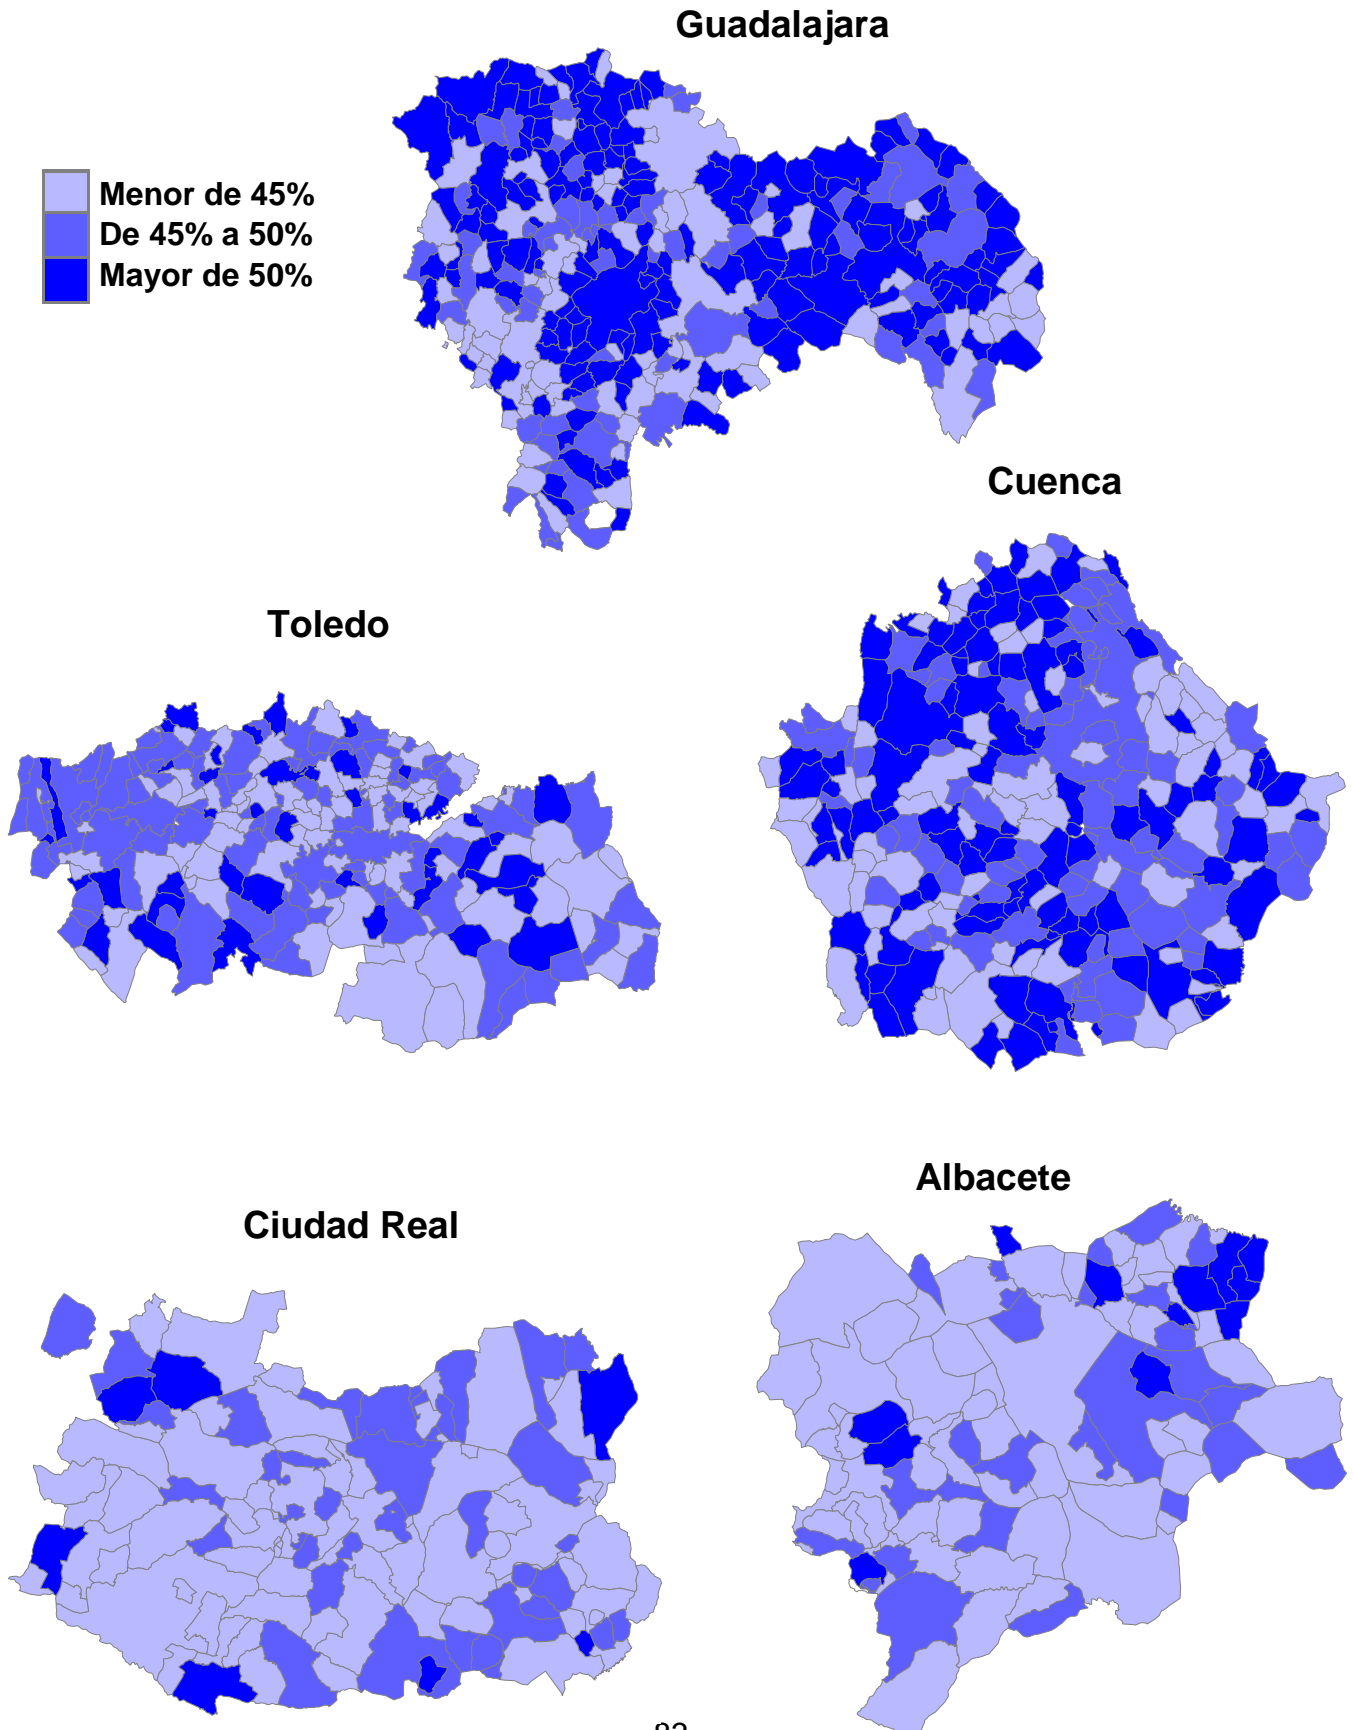 Guadalajara
Menor de 45%
De 45% a 50%
Mayor de 50%
Cuenca
Toledo
Albacete
Ciudad Real